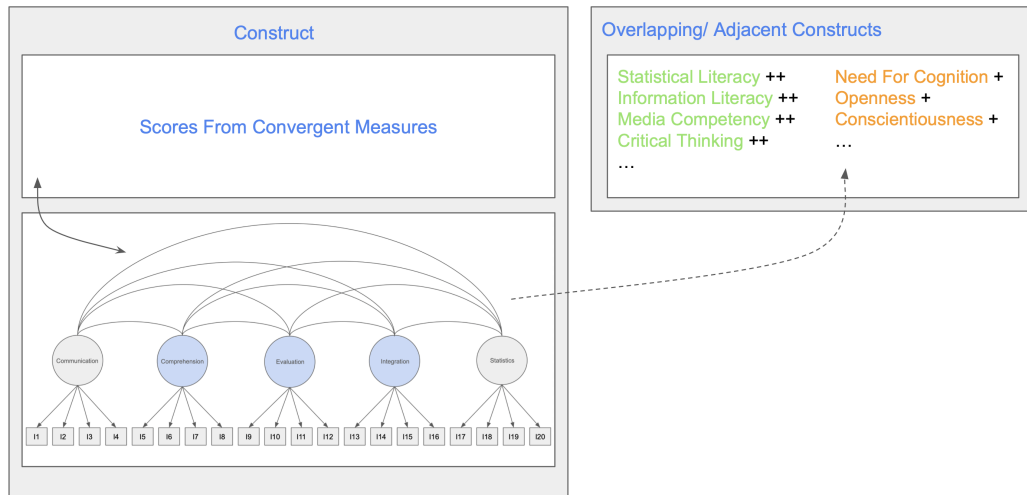 Construct
Scores From Convergent Measures
Communication
Comprehension
Evaluation
Integration
Statistics
I1 I2 I3 I4 I5 I6 I7 I8 I9 I10 I11 I12 I13 I14 I15 I16 I17 I18 I19 I20
Overlapping/ Adjacent Constructs
Statistical Literacy ++
Information Literacy ++
Media Competency ++
Critical Thinking ++
...
Need For Cognition +
Openness +
Conscientiousness +
...